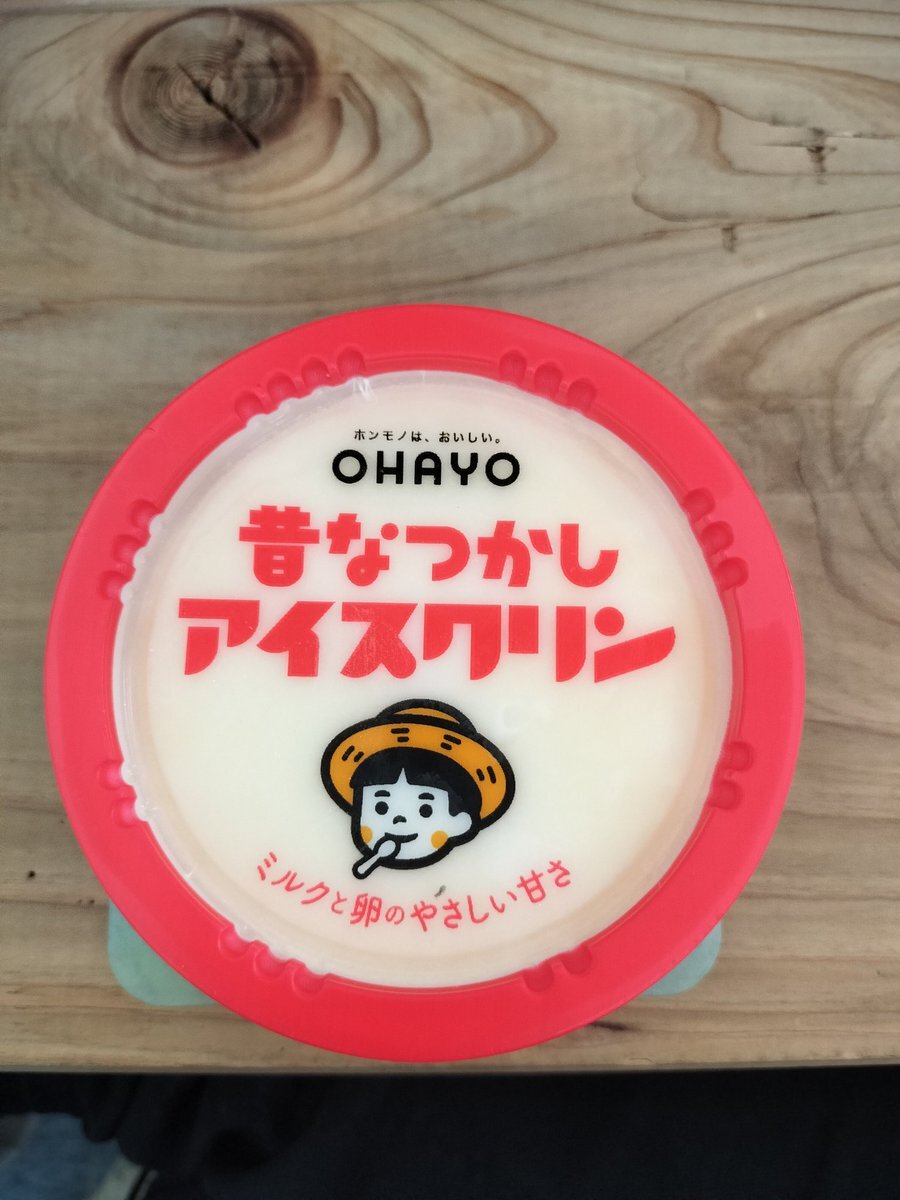 ホンモノは、おいしい。
OHAYO
昔なつかし
アイスクリン
ミルクと卵のやさしい甘さ